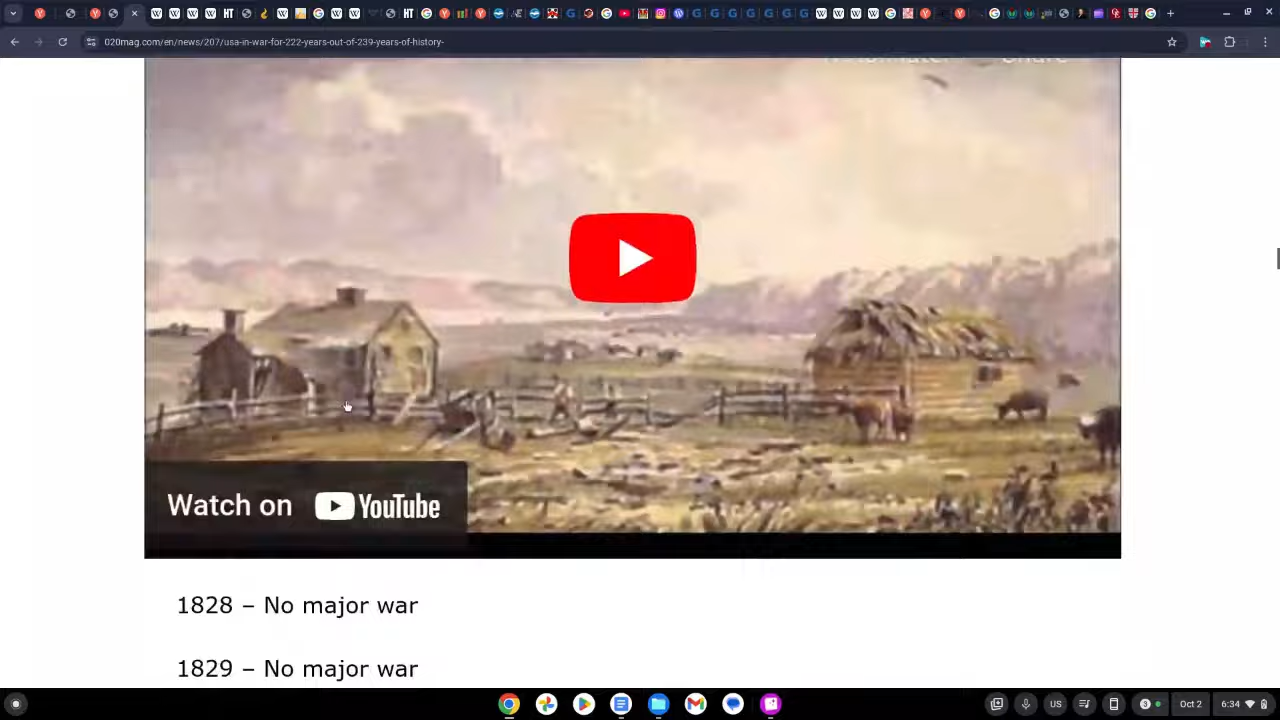 020mag.com/en/news/207/usa-in-war-for-222-years-out-of-239-years-of-history-
Share
Watch on YouTube
1828 – No major war
1829 – No major war
US
Oct 2
6:34